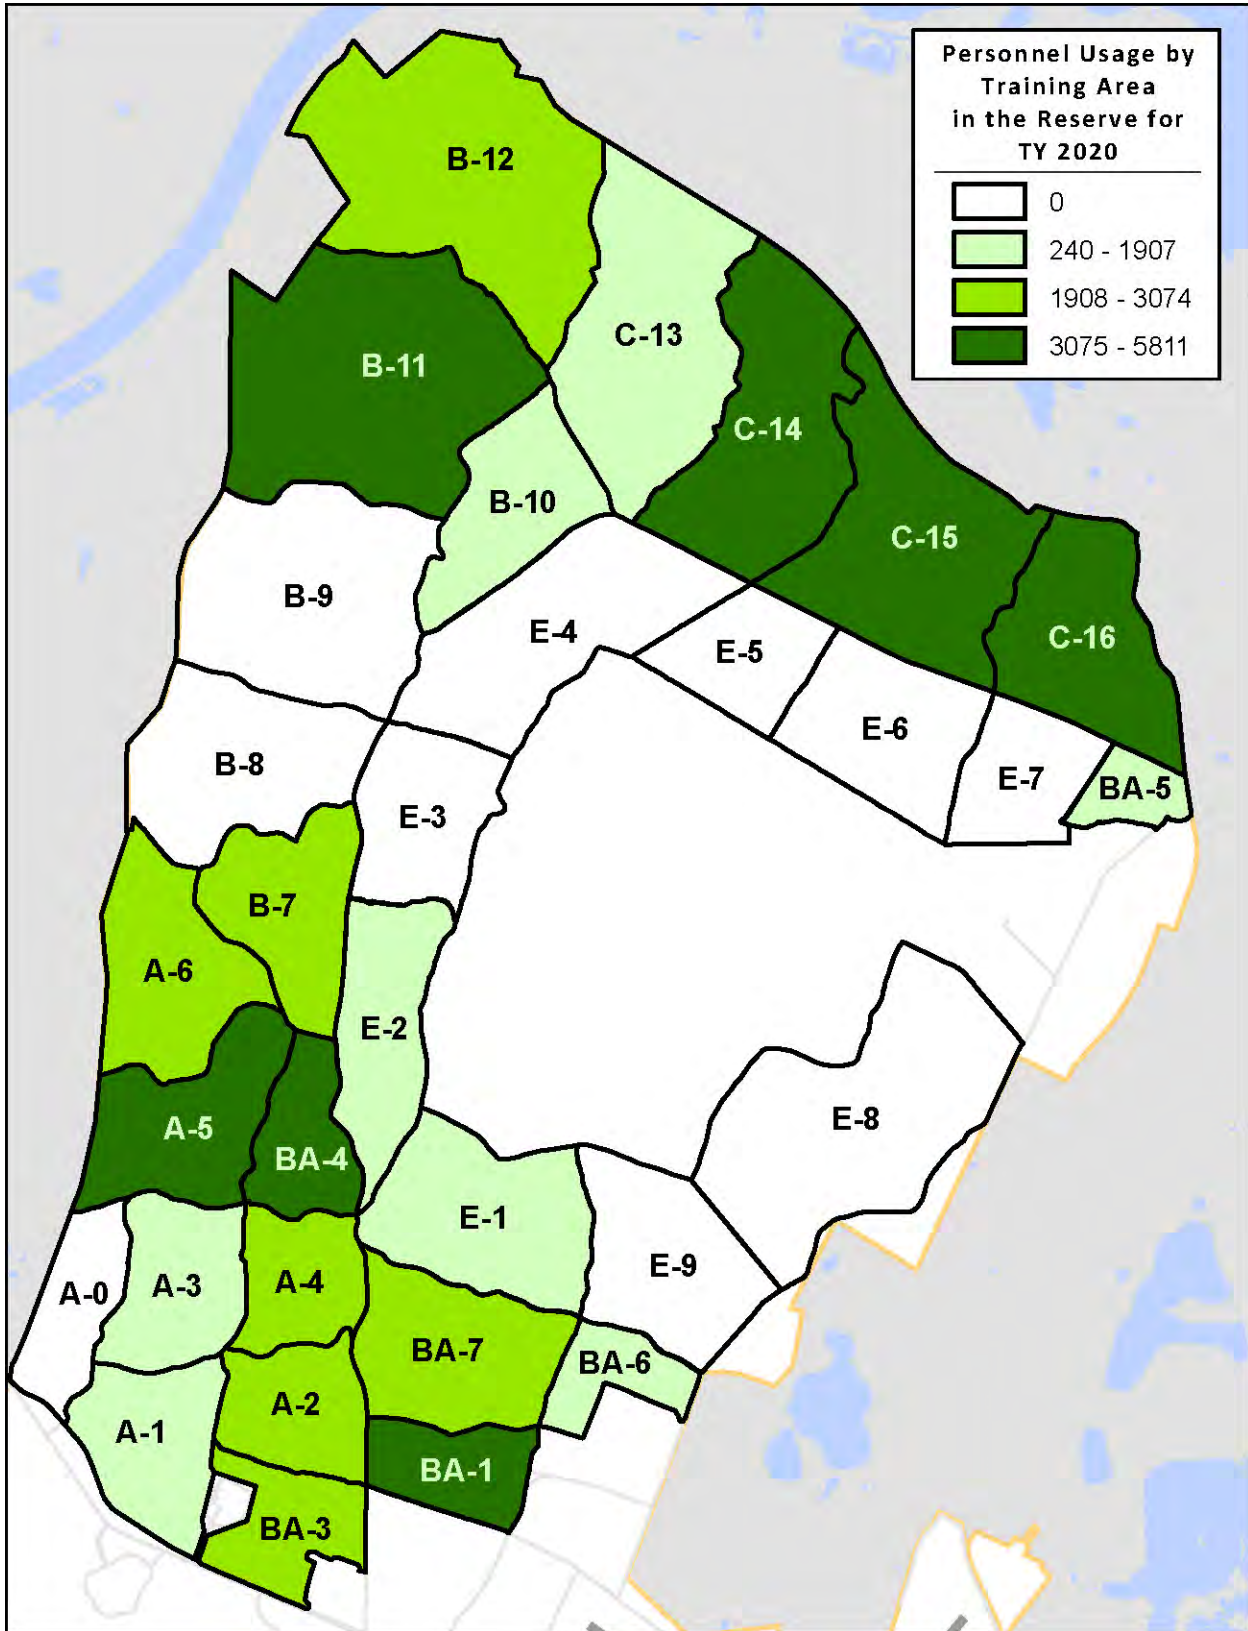 Personnel Usage by
Training Area
in the Reserve for
TY 2020
0
240 - 1907
1908 - 3074
3075 - 5811
B-12
C-13
B-11
C-14
B-10
C-15
B-9
E-4
C-16
E-5
E-6
B-8
E-7
BA-5
E-3
B-7
A-6
E-2
E-8
A-5
BA-4
E-1
E-9
A-3
A-4
A-0
BA-7
BA-6
A-2
A-1
BA-1
BA-3